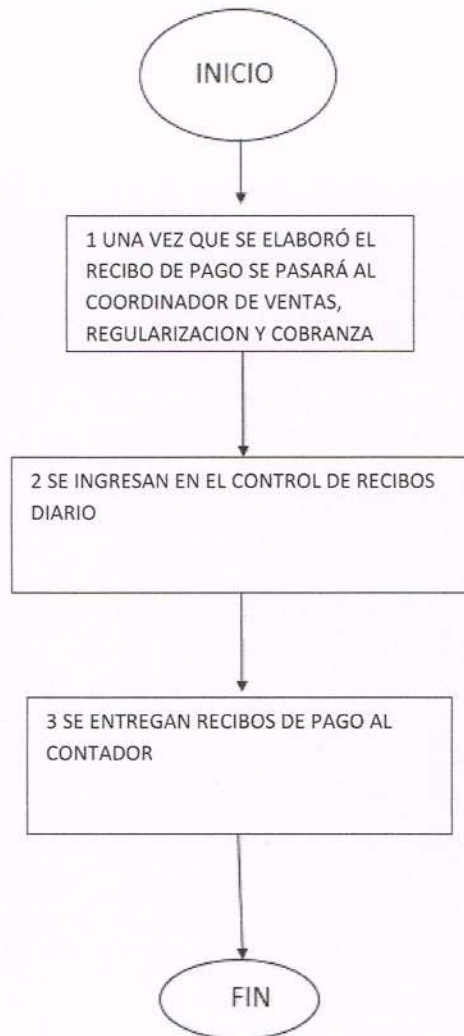 INICIO
1 UNA VEZ QUE SE ELABORÓ EL
RECIBO DE PAGO SE PASARÁ AL
COORDINADOR DE VENTAS,
REGULARIZACION Y COBRANZA
2 SE INGRESAN EN EL CONTROL DE RECIBOS
DIARIO
3 SE ENTREGAN RECIBOS DE PAGO AL
CONTADOR
FIN